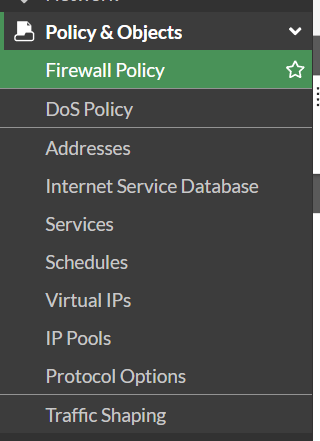 Policy & Objects
Firewall Policy
DoS Policy
Addresses
Internet Service Database
Services
Schedules
Virtual IPs
IP Pools
Protocol Options
Traffic Shaping